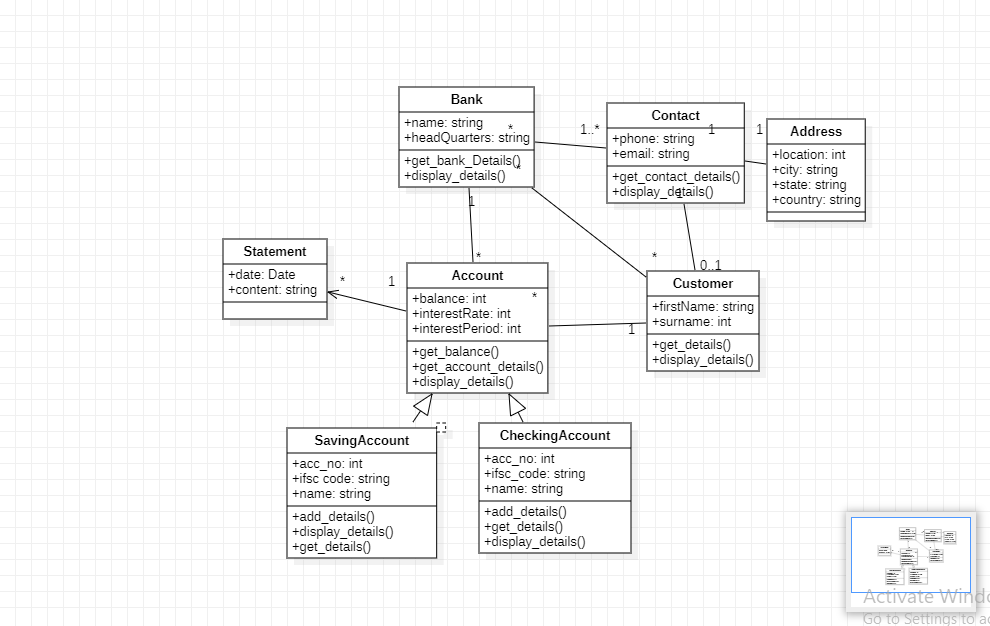 Bank
+name: string
+headQuarters: string
*
+get_bank_Details()
+display_details()
*
1
*
1..*
Contact
1
+phone: string
+email: string
+get_contact_details()
+display_details()
1
1
Address
+location: int
+city: string
+state: string
+country: string
Statement
+date: Date
+content: string
*
1
Account
+balance: int
*
+interestRate: int
+interestPeriod: int
+get_balance()
+get_account_details()
+display_details()
*
0..1
Customer
+firstName: string
+surname: int
1
+get_details()
+display_details()
SavingAccount
+acc_no: int
+ifsc code: string
+name: string
+add_details()
+display_details()
+get_details()
CheckingAccount
+acc_no: int
+ifsc_code: string
+name: string
+add_details()
+get_details()
+display_details()
Activate Windo
Go to Settings to ac